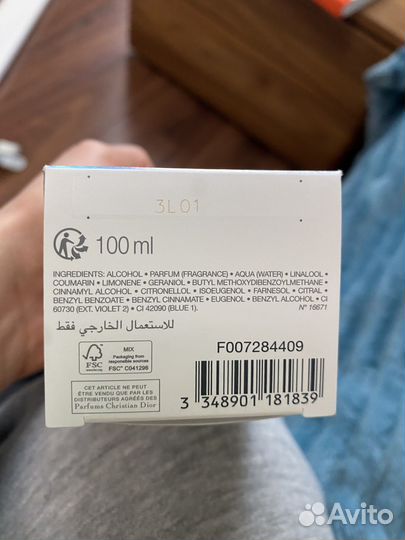 3L01
100 ml
INGREDIENTS: ALCOHOL • PARFUM (FRAGRANCE) • AQUA (WATER) • LINALOOL •
COUMARIN • LIMONENE • GERANIOL • BUTYL METHOXYDIBENZOYLMETHANE •
CINNAMYL ALCOHOL • CITRONELLOL • ISOEUGENOL • FARNESOL • CITRAL •
BENZYL BENZOATE • BENZYL CINNAMATE • EUGENOL • BENZYL ALCOHOL • CI
60730 (EXT. VIOLET 2) • CI 42090 (BLUE 1). N° 16671
للاستعمال الخارجي فقط
FSC
MIX
Packaging from
responsible sources
FSC® C041296
F007284409
CET ARTICLE NE PEUT
ÊTRE VENDU QUE PAR LES
DISTRIBUTEURS AGRÉÉS DES
Parfums Christian Dior
3 348901 181839
Avito